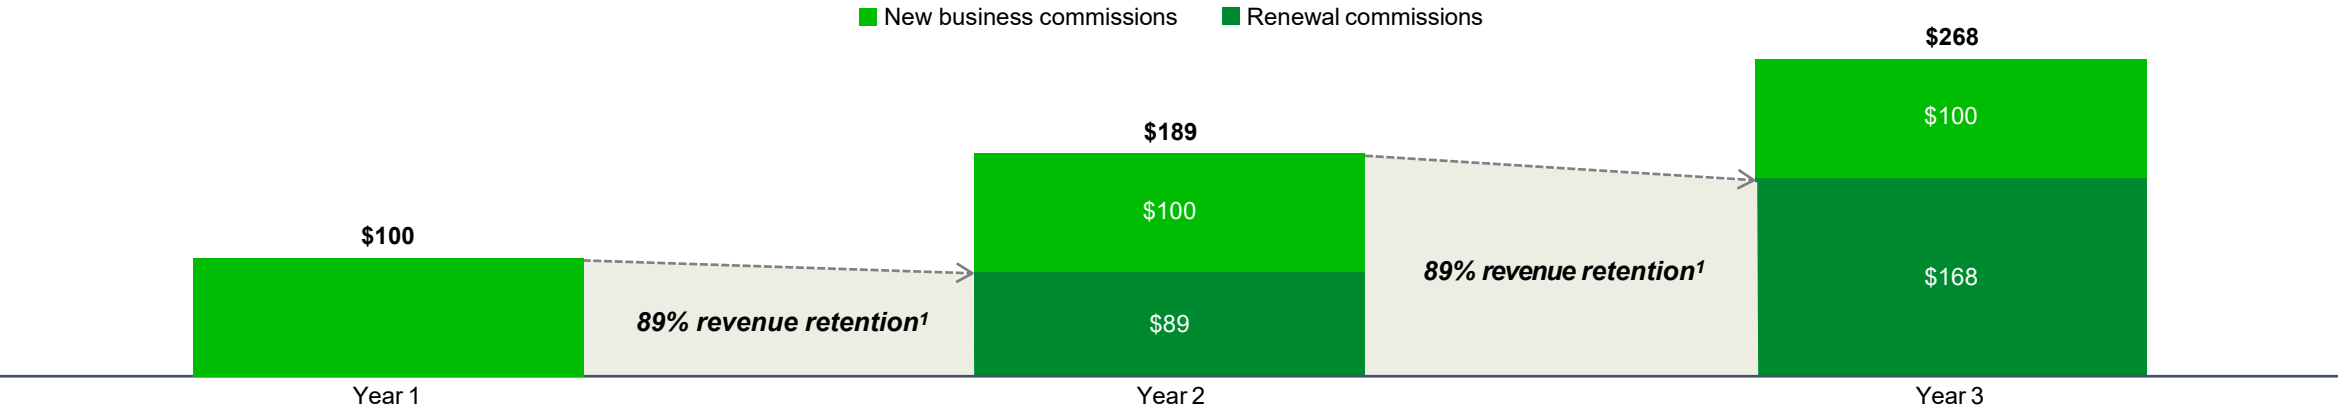 New business commissions Renewal commissions
$268
$100
$189
$100
$100
89% revenue retention¹
$168
89% revenue retention¹
$89
Year 1 Year 2 Year 3